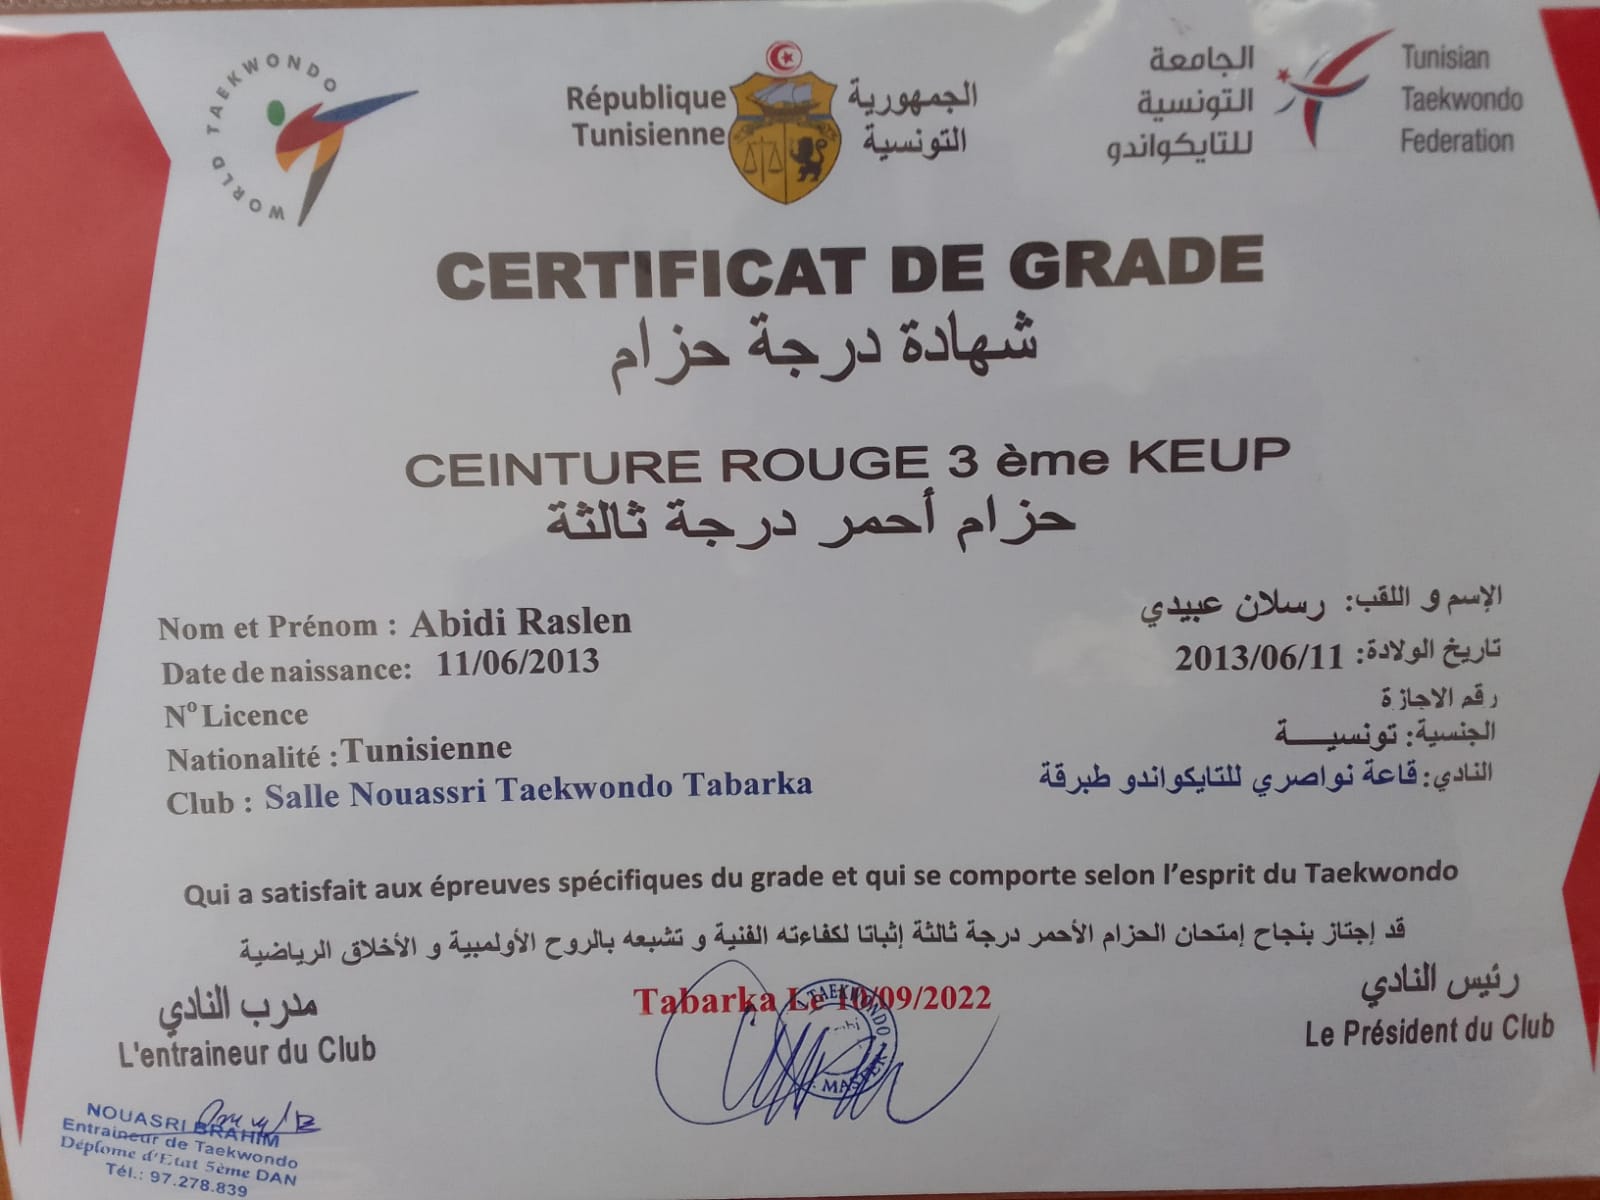 WORLD TAEKWONDO
République
Tunisienne
الجمهورية
التونسية
الجامعة
التونسية
للتايكواندو
Tunisian
Taekwondo
Federation
CERTIFICAT DE GRADE
شهادة درجة حزام
CEINTURE ROUGE 3 ème KEUP
حزام أحمر درجة ثالثة
Nom et Prénom : Abidi Raslen
الإسم و اللقب: رسلان عبيدي
Date de naissance: 11/06/2013
تاريخ الولادة: 2013/06/11
Nº Licence
رقم الاجازة
Nationalité : Tunisienne
الجنسية: تونسيـــة
Club : Salle Nouassri Taekwondo Tabarka
النادي: قاعة نواصري للتايكواندو طبرقة
Qui a satisfait aux épreuves spécifiques du grade et qui se comporte selon l’esprit du Taekwondo
قد إجتاز بنجاح إمتحان الحزام الأحمر درجة ثالثة إثباتا لكفاءته الفنية و تشبعه بالروح الأولمبية و الأخلاق الرياضية
Tabarka Le 10/09/2022
مدرب النادي
L'entraineur du Club
رئيس النادي
Le Président du Club
TAEKWONDO
MASTER
NOUASRI BRAHIM
Entraineur de Taekwondo
Déplome d'Etat 5ème DAN
Tél.: 97.278.839